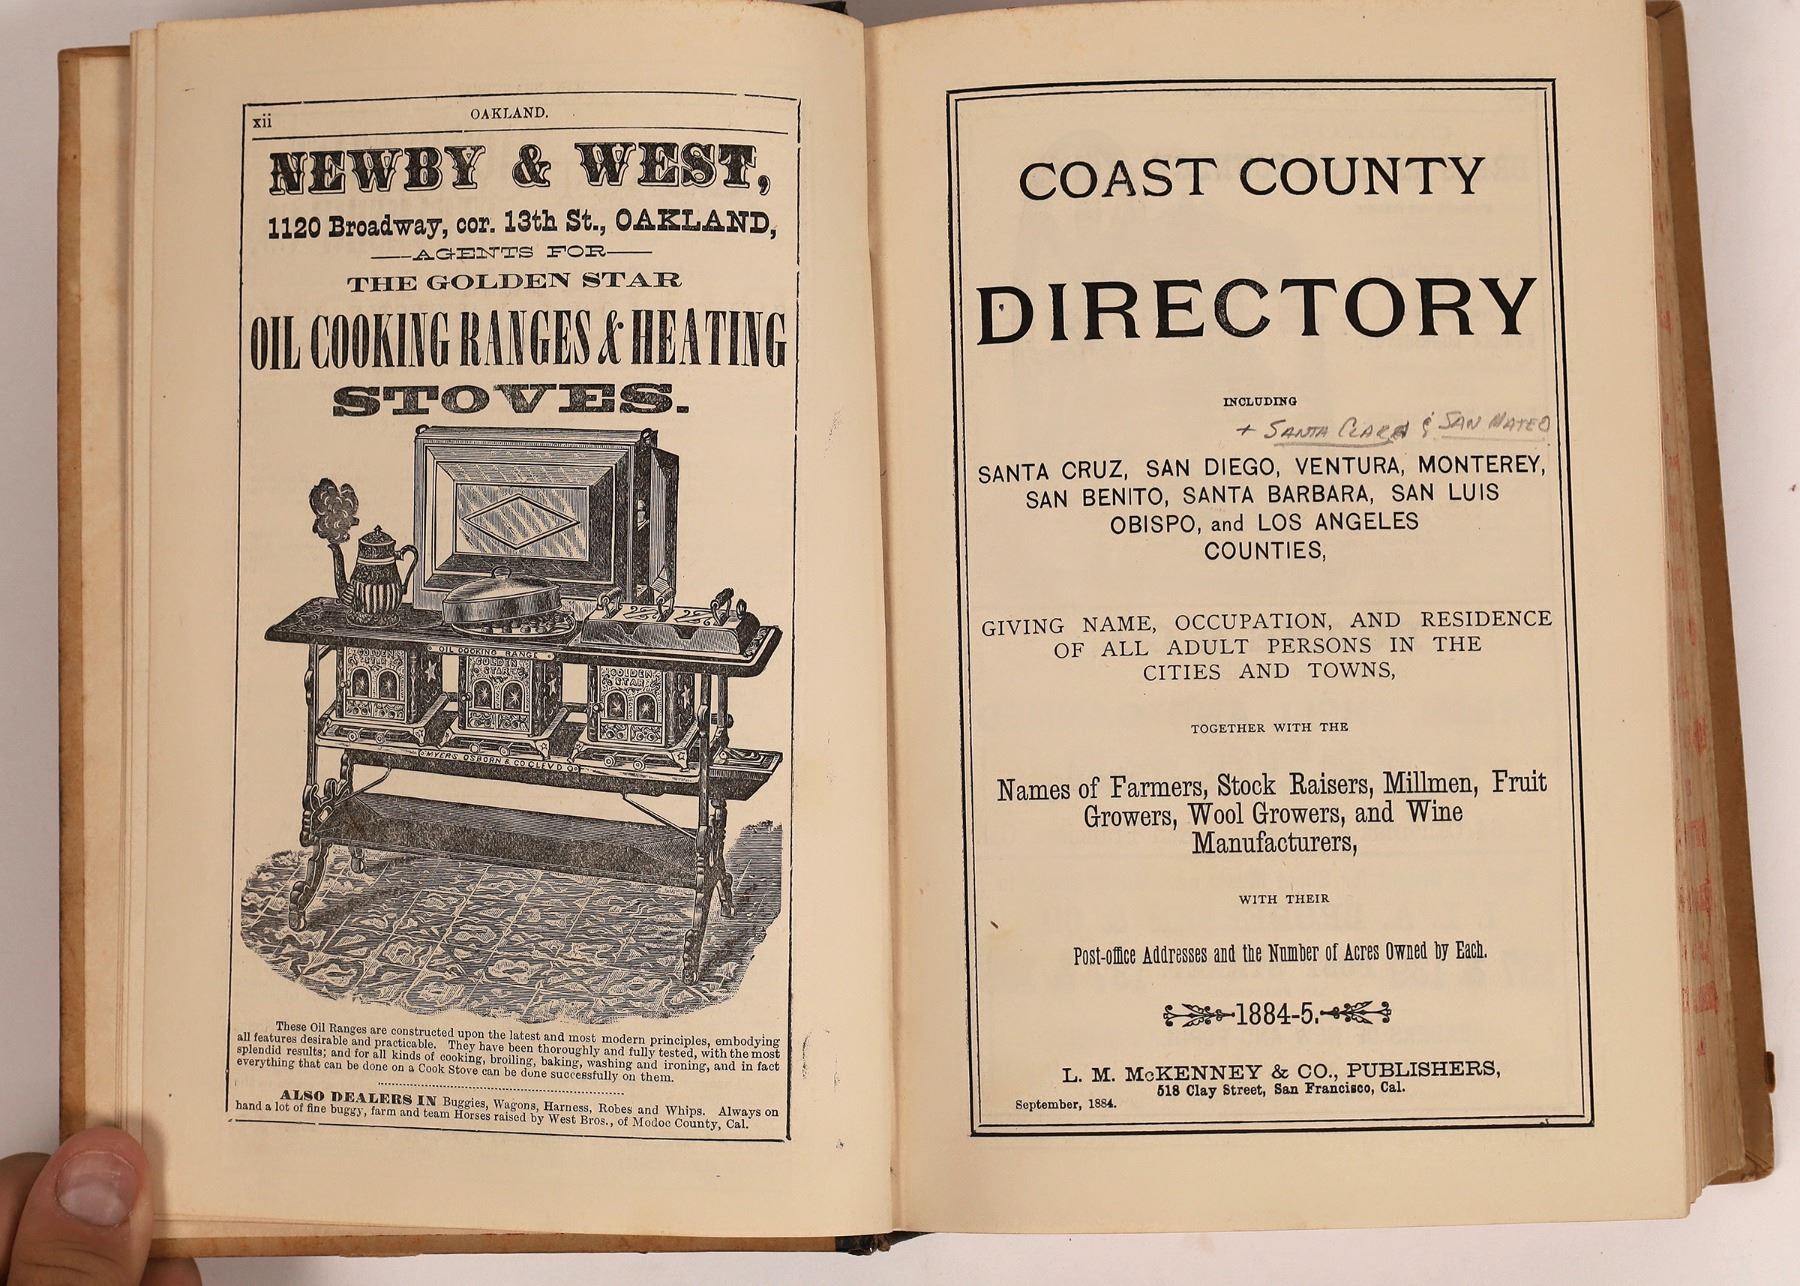 xii
OAKLAND.
NEWBY & WEST,
1120 Broadway, cor. 13th St., OAKLAND,
—AGENTS FOR—
THE GOLDEN STAR
OIL COOKING RANGES & HEATING
STOVES.
OIL COOKING RANGE
GOLDEN STAR
GOLDEN STAR
GOLDEN STAR
MYERS OSBORN & CO. CLEV'D O.
These Oil Ranges are constructed upon the latest and most modern principles, embodying
all features desirable and practicable. They have been thoroughly and fully tested, with the most
splendid results; and for all kinds of cooking, broiling, baking, washing and ironing, and in fact
everything that can be done on a Cook Stove can be done successfully on them.
ALSO DEALERS IN Buggies, Wagons, Harness, Robes and Whips. Always on
hand a lot of fine buggy, farm and team Horses raised by West Bros., of Modoc County, Cal.
COAST COUNTY
DIRECTORY
INCLUDING
+ SANTA CLARA & SAN MATEO
SANTA CRUZ, SAN DIEGO, VENTURA, MONTEREY,
SAN BENITO, SANTA BARBARA, SAN LUIS
OBISPO, and LOS ANGELES
COUNTIES,
GIVING NAME, OCCUPATION, AND RESIDENCE
OF ALL ADULT PERSONS IN THE
CITIES AND TOWNS,
TOGETHER WITH THE
Names of Farmers, Stock Raisers, Millmen, Fruit
Growers, Wool Growers, and Wine
Manufacturers,
WITH THEIR
Post-office Addresses and the Number of Acres Owned by Each.
1884-5.
L. M. McKENNEY & CO., PUBLISHERS,
518 Clay Street, San Francisco, Cal.
September, 1884.